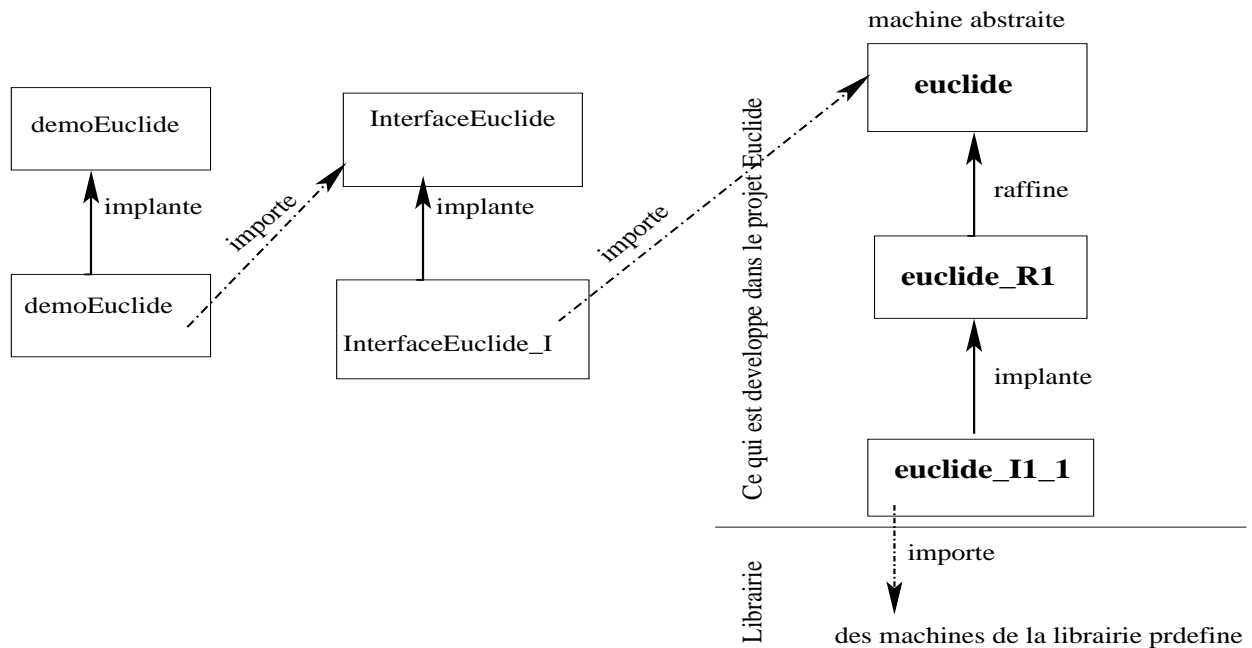 machine abstraite
euclide
demoEuclide
InterfaceEuclide
implante
importe
implante
importe
raffine
demoEuclide
InterfaceEuclide_I
euclide_R1
implante
euclide_I1_1
Ce qui est developpe dans le projet Euclide
importe
Librairie
des machines de la librairie prdefine